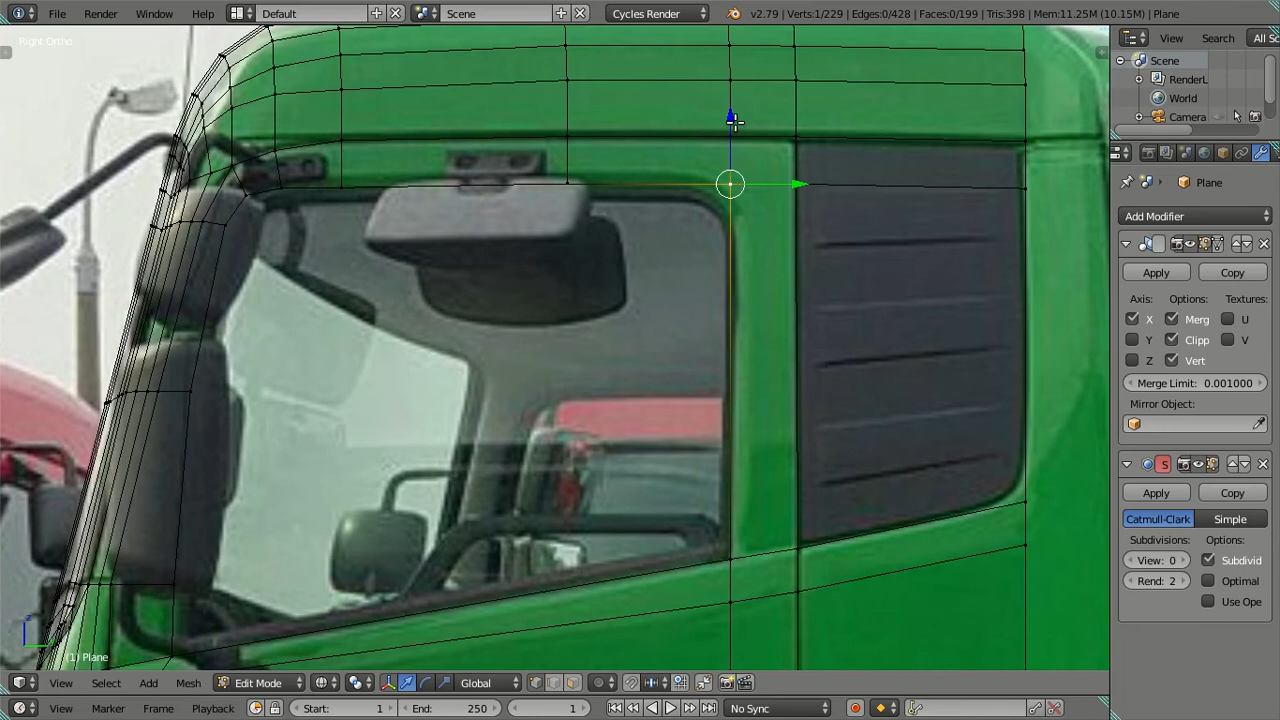 File Render Window Help Default Scene Cycles Render v2.79 | Verts:1/229 | Edges:0/428 | Faces:0/199 | Tris:398 | Mem:11.25M (10.15M) | Plane
Right Ortho
View Search All Sc
Scene
RenderL
World
Camera
Plane
Add Modifier
Apply Copy
Axis: Options: Textures:
X Merg U
Y Clipp V
Z Vert
Merge Limit: 0.001000
Mirror Object:
S
Apply Copy
Catmull-Clark Simple
Subdivisions: Options:
View: 0 Subdivid
Rend: 2 Optimal
Use Ope
z
(1) Plane
View Select Add Mesh Edit Mode Global
View Marker Frame Playback Start: 1 End: 250 1 No Sync